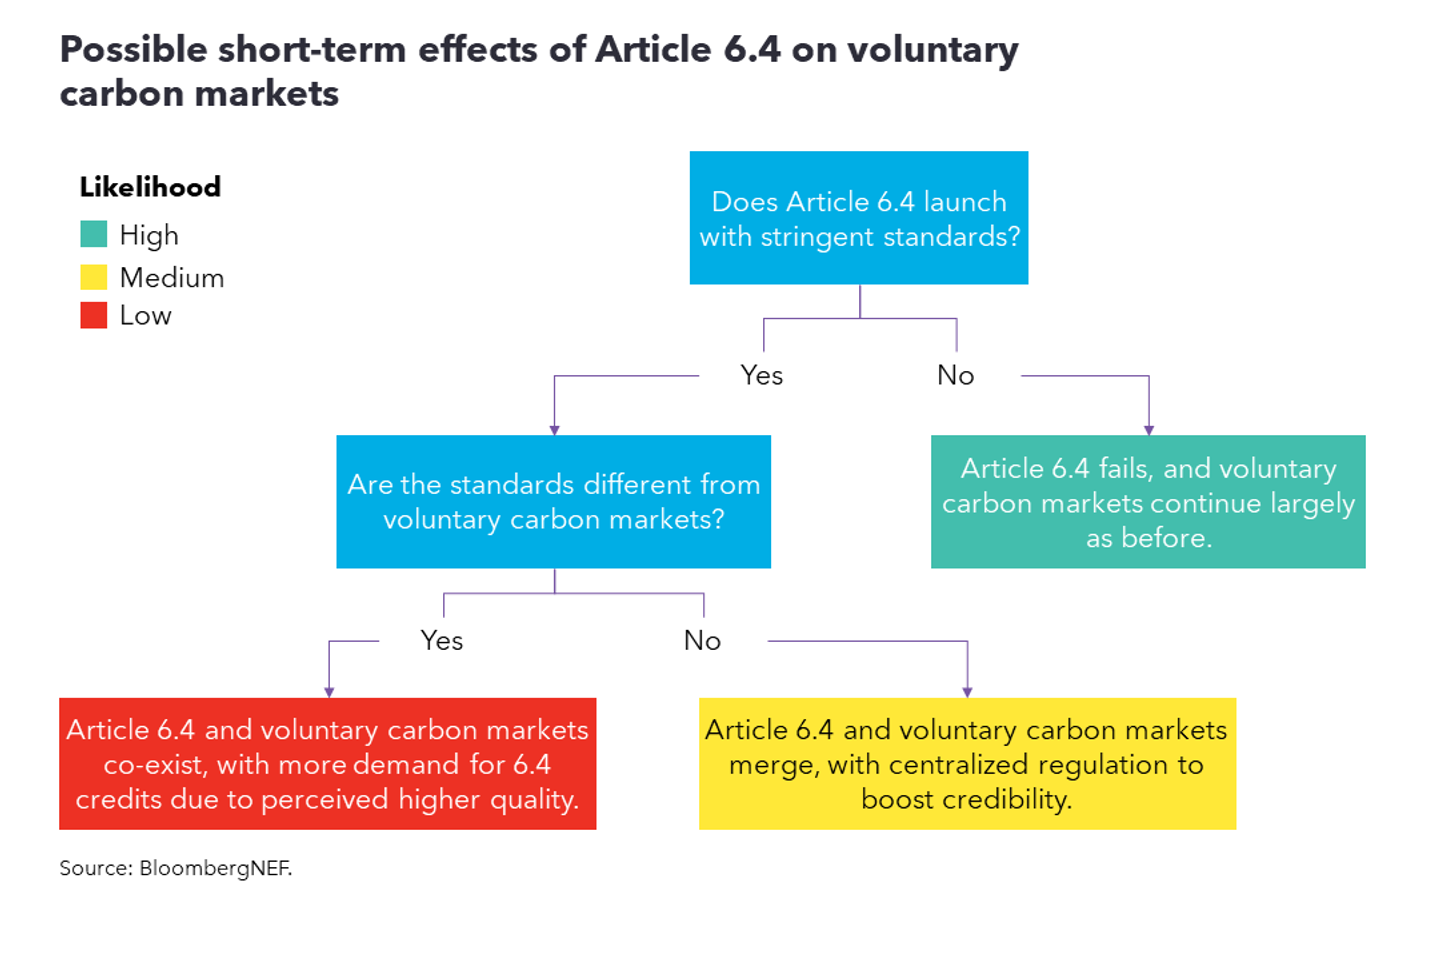 Possible short-term effects of Article 6.4 on voluntary
carbon markets
Likelihood
High
Medium
Low
Does Article 6.4 launch
with stringent standards?
Yes
No
Are the standards different from
voluntary carbon markets?
Article 6.4 fails, and voluntary
carbon markets continue largely
as before.
Yes
No
Article 6.4 and voluntary carbon markets
co-exist, with more demand for 6.4
credits due to perceived higher quality.
Article 6.4 and voluntary carbon markets
merge, with centralized regulation to
boost credibility.
Source: BloombergNEF.